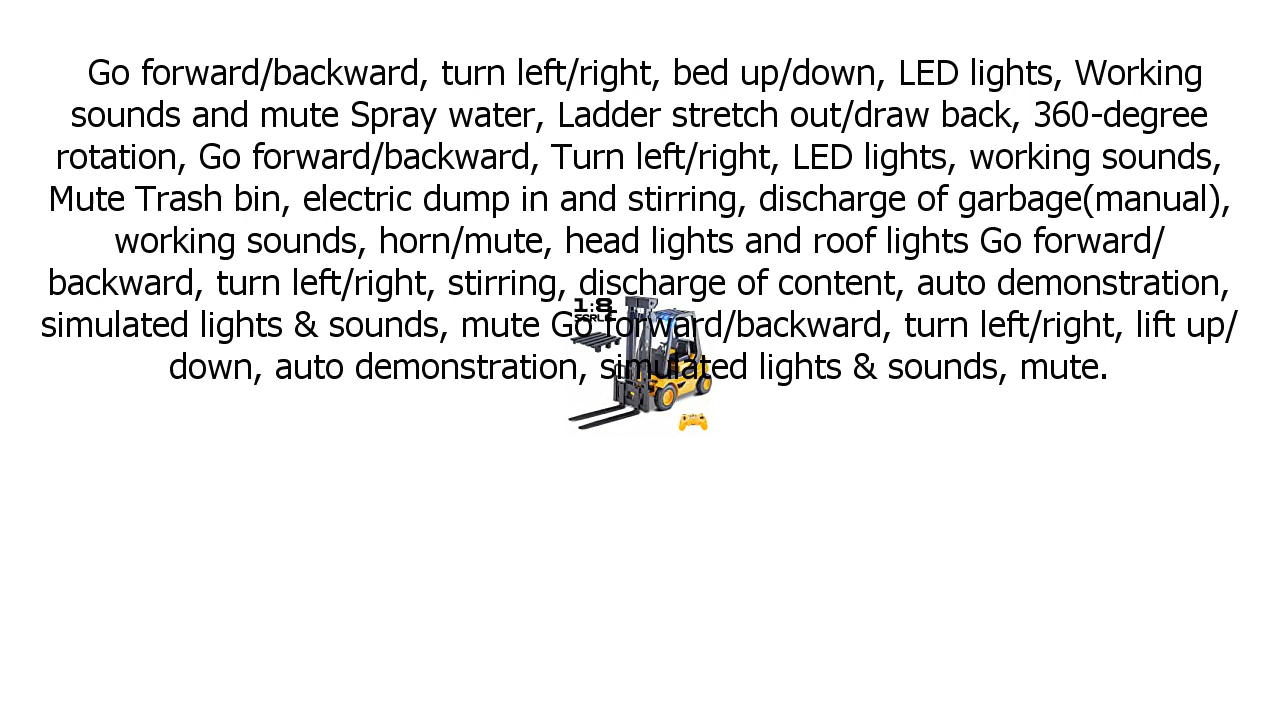 Go forward/backward, turn left/right, bed up/down, LED lights, Working
sounds and mute Spray water, Ladder stretch out/draw back, 360-degree
rotation, Go forward/backward, Turn left/right, LED lights, working sounds,
Mute Trash bin, electric dump in and stirring, discharge of garbage(manual),
working sounds, horn/mute, head lights and roof lights Go forward/
backward, turn left/right, stirring, discharge of content, auto demonstration,
1:8
SCALE
simulated lights & sounds, mute Go forward/backward, turn left/right, lift up/
down, auto demonstration, simulated lights & sounds, mute.